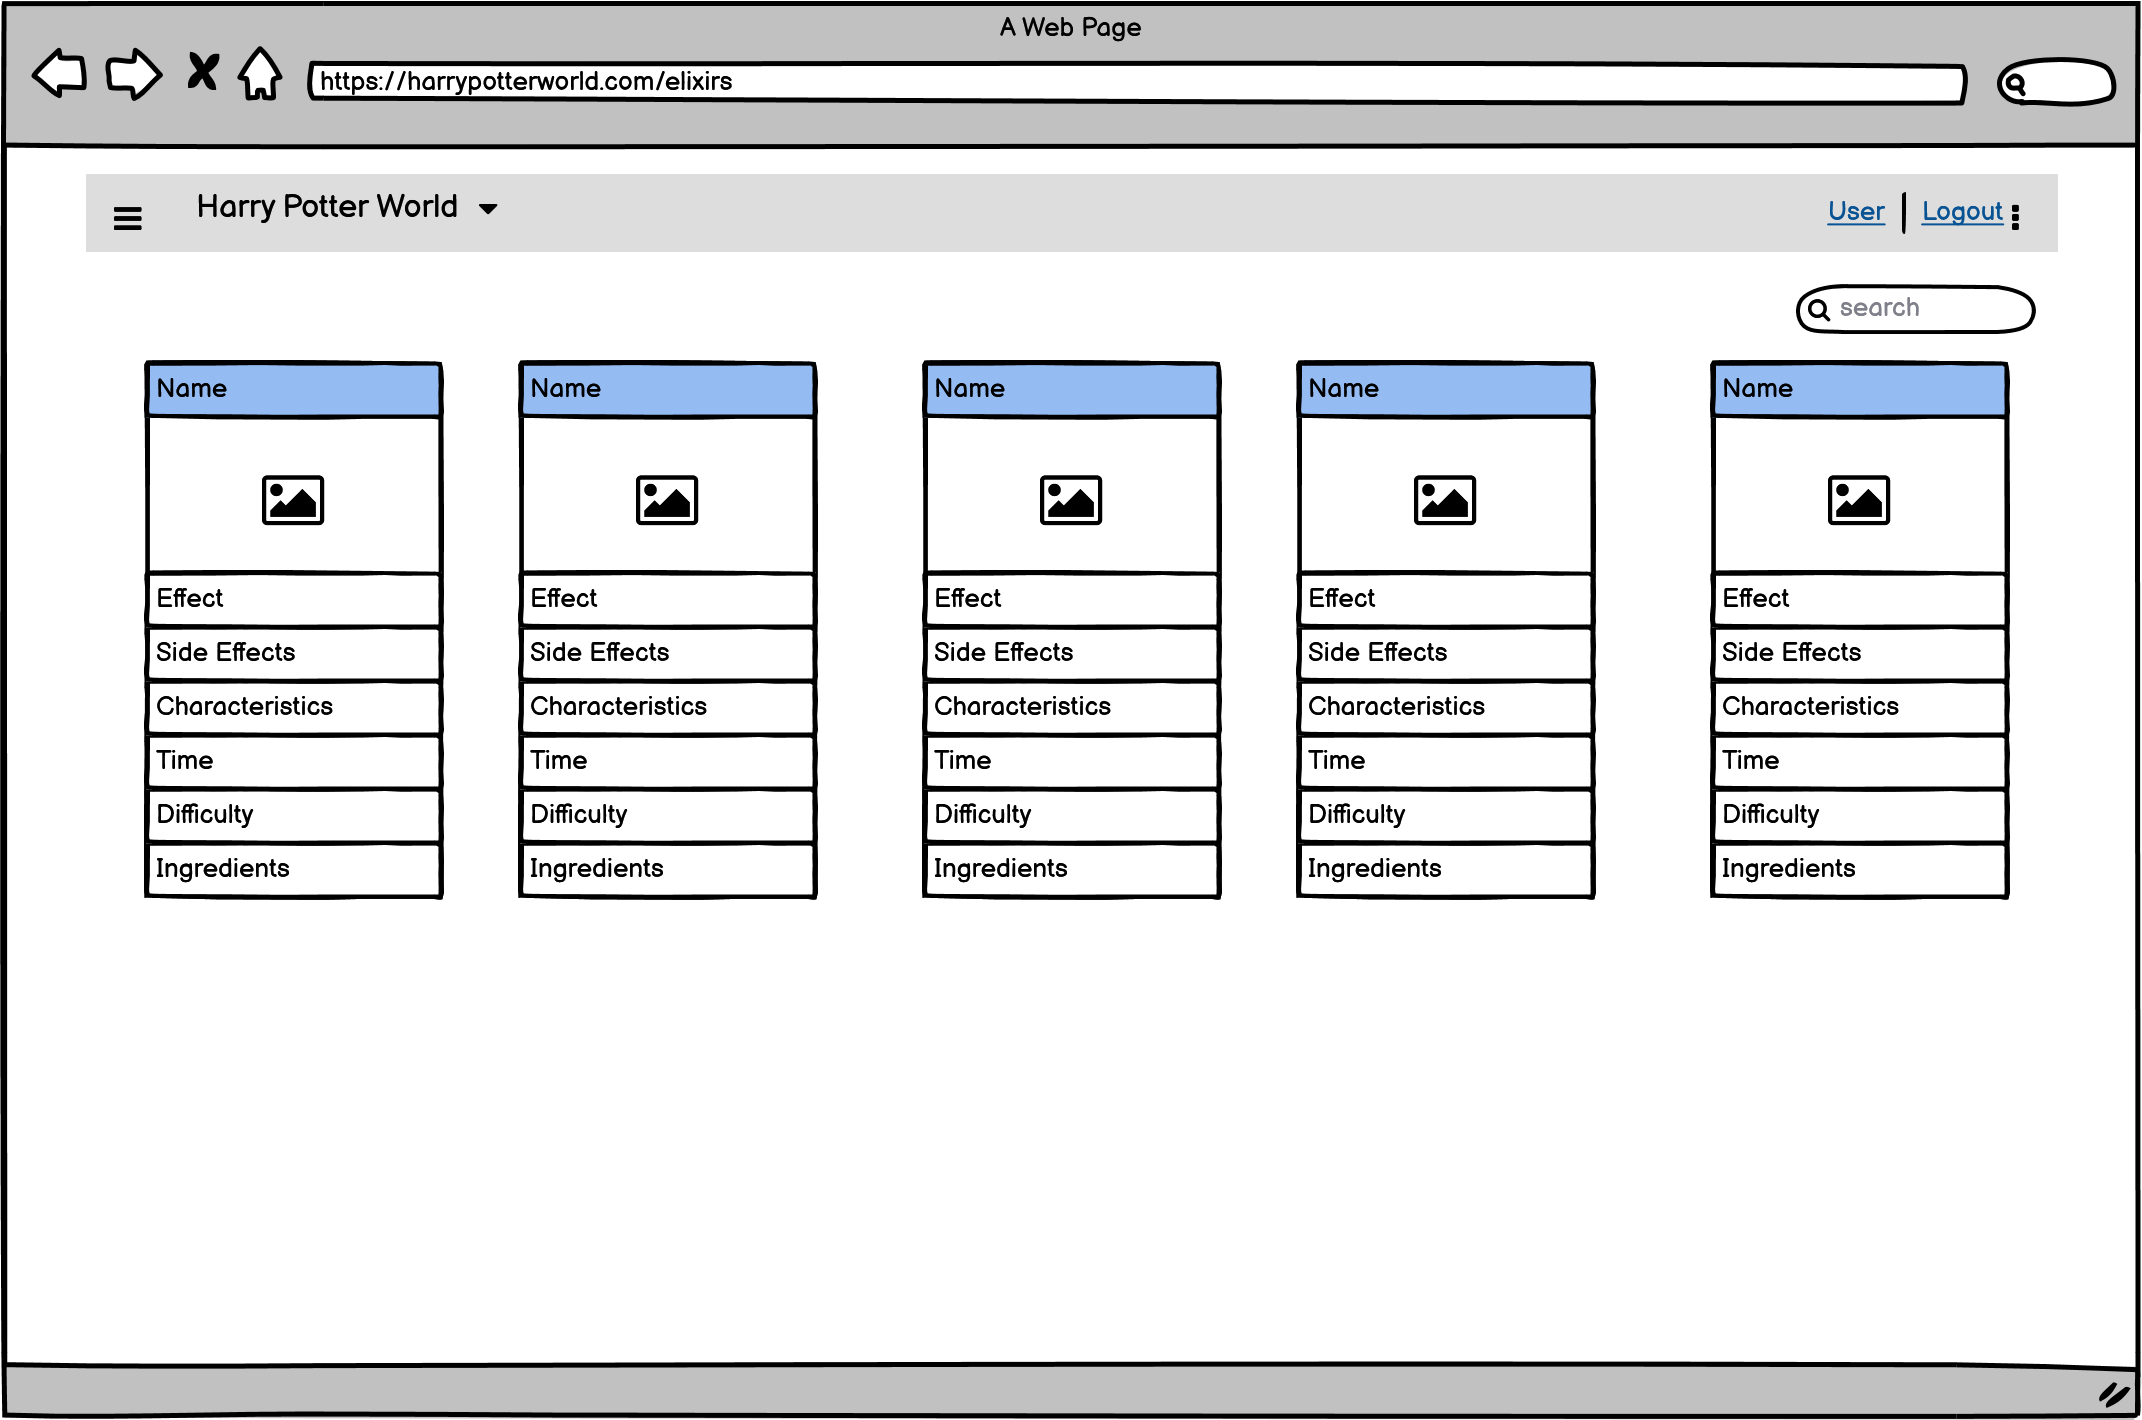 A Web Page
https://harrypotterworld.com/elixirs
Harry Potter World
User
Logout
search
Name Name Name Name Name
Effect Effect Effect Effect Effect
Side Effects Side Effects Side Effects Side Effects Side Effects
Characteristics Characteristics Characteristics Characteristics Characteristics
Time Time Time Time Time
Difficulty Difficulty Difficulty Difficulty Difficulty
Ingredients Ingredients Ingredients Ingredients Ingredients